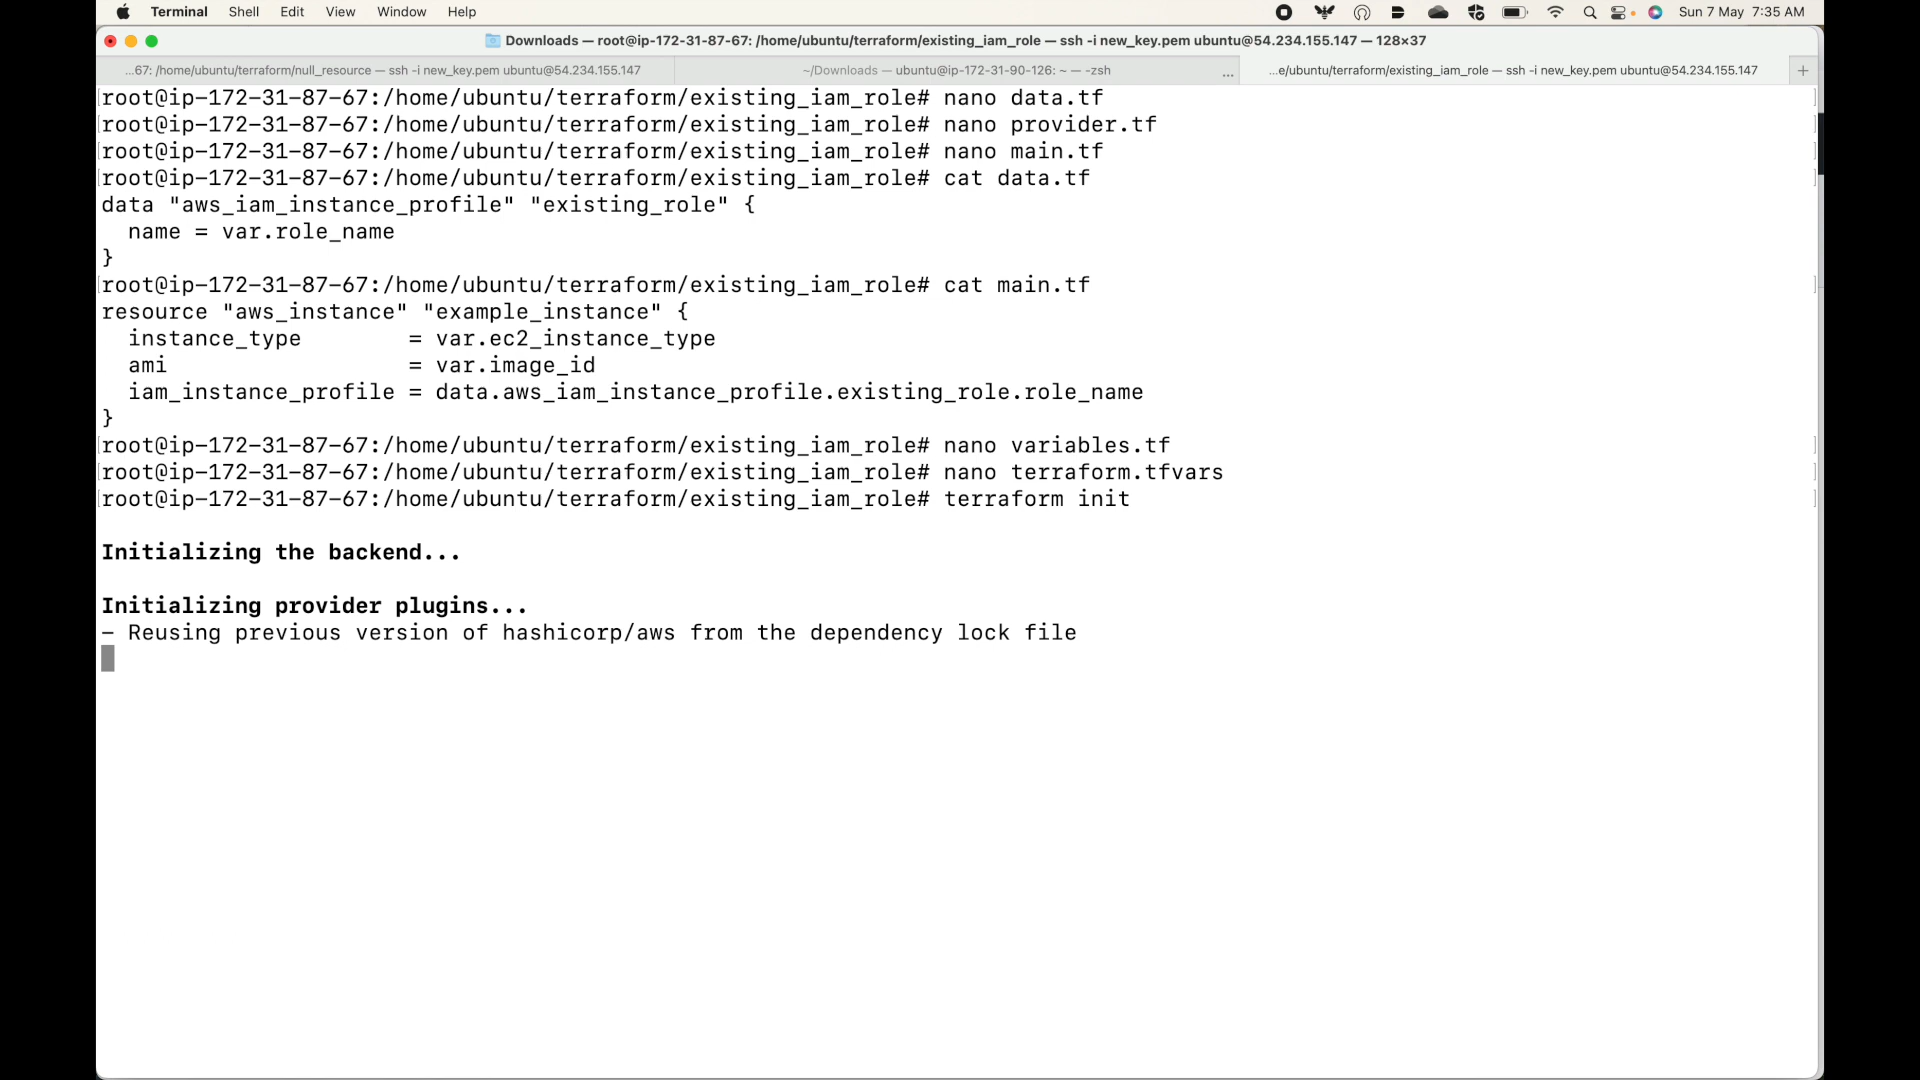 Terminal Shell Edit View Window Help Sun 7 May 7:35 AM
Downloads — root@ip-172-31-87-67: /home/ubuntu/terraform/existing_iam_role — ssh -i new_key.pem ubuntu@54.234.155.147 — 128×37
...67: /home/ubuntu/terraform/null_resource — ssh -i new_key.pem ubuntu@54.234.155.147 ~/Downloads — ubuntu@ip-172-31-90-126: ~ — -zsh ... ...e/ubuntu/terraform/existing_iam_role — ssh -i new_key.pem ubuntu@54.234.155.147 +
[root@ip-172-31-87-67:/home/ubuntu/terraform/existing_iam_role# nano data.tf ]
[root@ip-172-31-87-67:/home/ubuntu/terraform/existing_iam_role# nano provider.tf ]
[root@ip-172-31-87-67:/home/ubuntu/terraform/existing_iam_role# nano main.tf ]
[root@ip-172-31-87-67:/home/ubuntu/terraform/existing_iam_role# cat data.tf ]
data "aws_iam_instance_profile" "existing_role" {
  name = var.role_name
}
[root@ip-172-31-87-67:/home/ubuntu/terraform/existing_iam_role# cat main.tf ]
resource "aws_instance" "example_instance" {
  instance_type        = var.ec2_instance_type
  ami                  = var.image_id
  iam_instance_profile = data.aws_iam_instance_profile.existing_role.role_name
}
[root@ip-172-31-87-67:/home/ubuntu/terraform/existing_iam_role# nano variables.tf ]
[root@ip-172-31-87-67:/home/ubuntu/terraform/existing_iam_role# nano terraform.tfvars ]
[root@ip-172-31-87-67:/home/ubuntu/terraform/existing_iam_role# terraform init ]
Initializing the backend...
Initializing provider plugins...
- Reusing previous version of hashicorp/aws from the dependency lock file